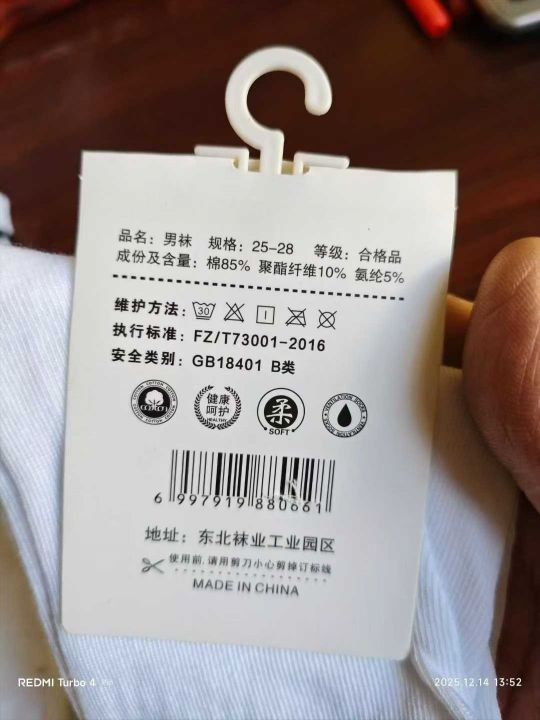 品名：男袜 规格：25-28 等级：合格品
成份及含量：棉85% 聚酯纤维10% 氨纶5%
维护方法：30
执行标准：FZ/T73001-2016
安全类别：GB18401 B类
COTTON
健康
呵护
HEALTHY
柔
SOFT
6 997919 880661
地址：东北袜业工业园区
使用前,请用剪刀小心剪掉订标线
MADE IN CHINA
REDMI Turbo 4
2025.12.14 13:52